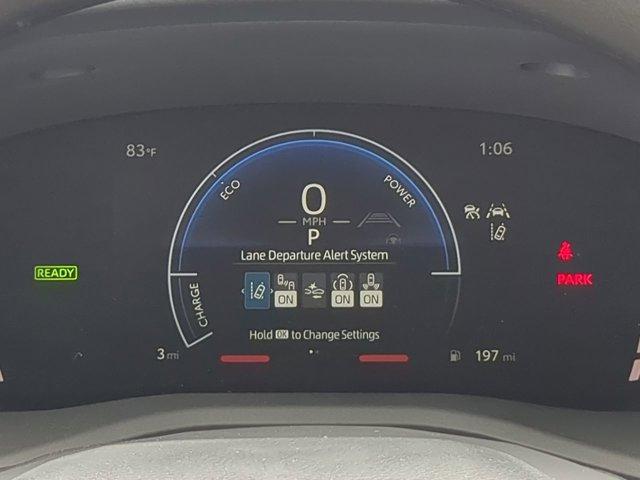 83°F
1:06
ECO
POWER
0
MPH
P
Lane Departure Alert System
READY
PARK
A
ON
ON
ON
CHARGE
Hold OK to Change Settings
3 mi
197 mi